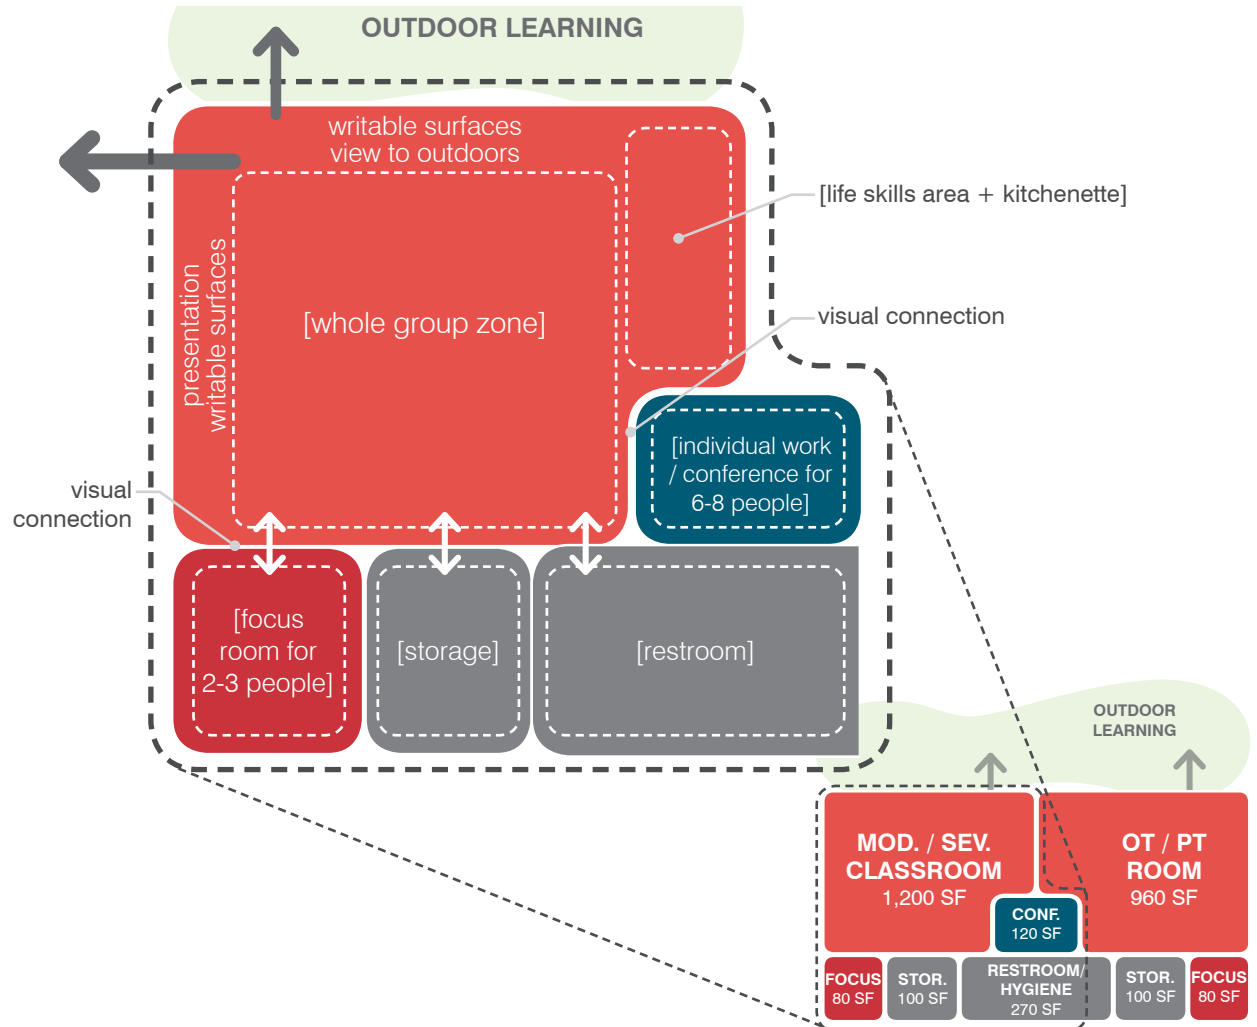 OUTDOOR LEARNING
writable surfaces
view to outdoors
[life skills area + kitchenette]
presentation
writable surfaces
[whole group zone]
visual connection
[individual work
/ conference for
6-8 people]
visual
connection
[focus
room for
2-3 people]
[storage]
[restroom]
OUTDOOR
LEARNING
MOD. / SEV.
CLASSROOM
1,200 SF
OT / PT
ROOM
960 SF
CONF.
120 SF
FOCUS
80 SF
STOR.
100 SF
RESTROOM/
HYGIENE
270 SF
STOR.
100 SF
FOCUS
80 SF